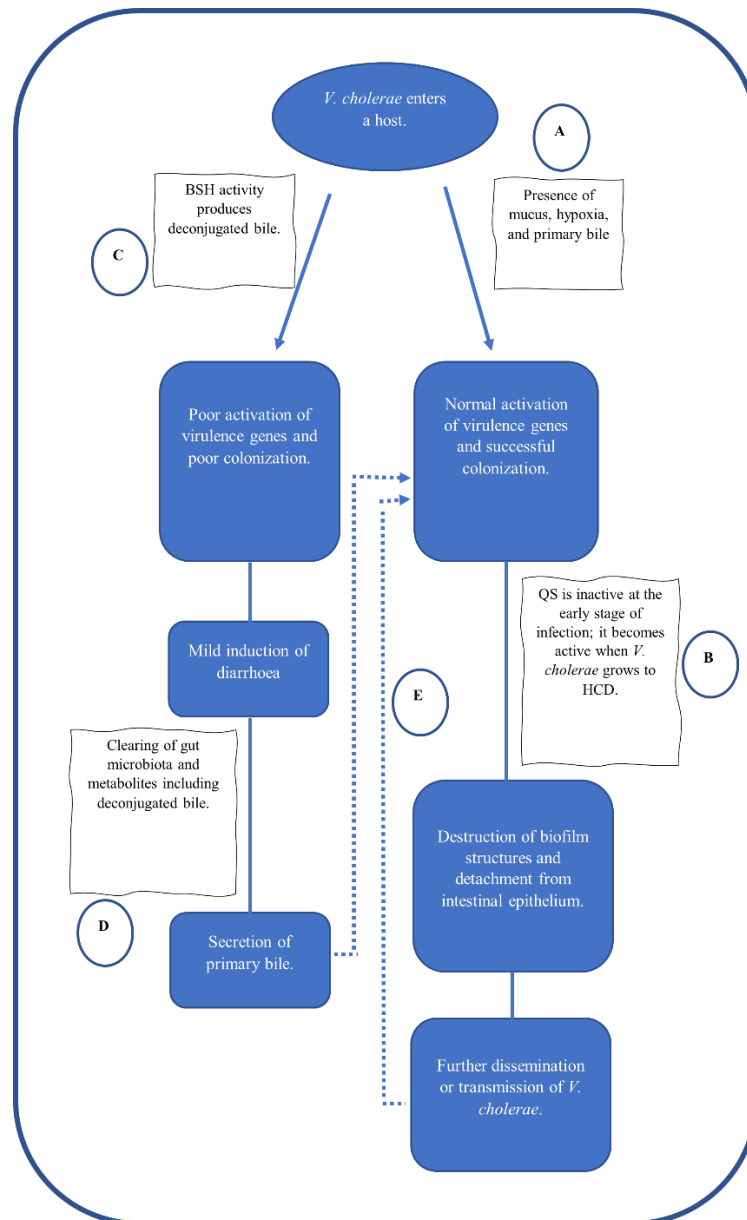 V. cholerae enters
a host.
A
BSH activity
produces
deconjugated bile.
C
Presence of
mucus, hypoxia,
and primary bile
Poor activation of
virulence genes and
poor colonization.
Normal activation
of virulence genes
and successful
colonization.
Mild induction of
diarrhoea
QS is inactive at the
early stage of
infection; it becomes
active when V.
cholerae grows to
HCD.
B
E
Clearing of gut
microbiota and
metabolites including
deconjugated bile.
D
Destruction of biofilm
structures and
detachment from
intestinal epithelium.
Secretion of
primary bile.
Further dissemination
or transmission of V.
cholerae.